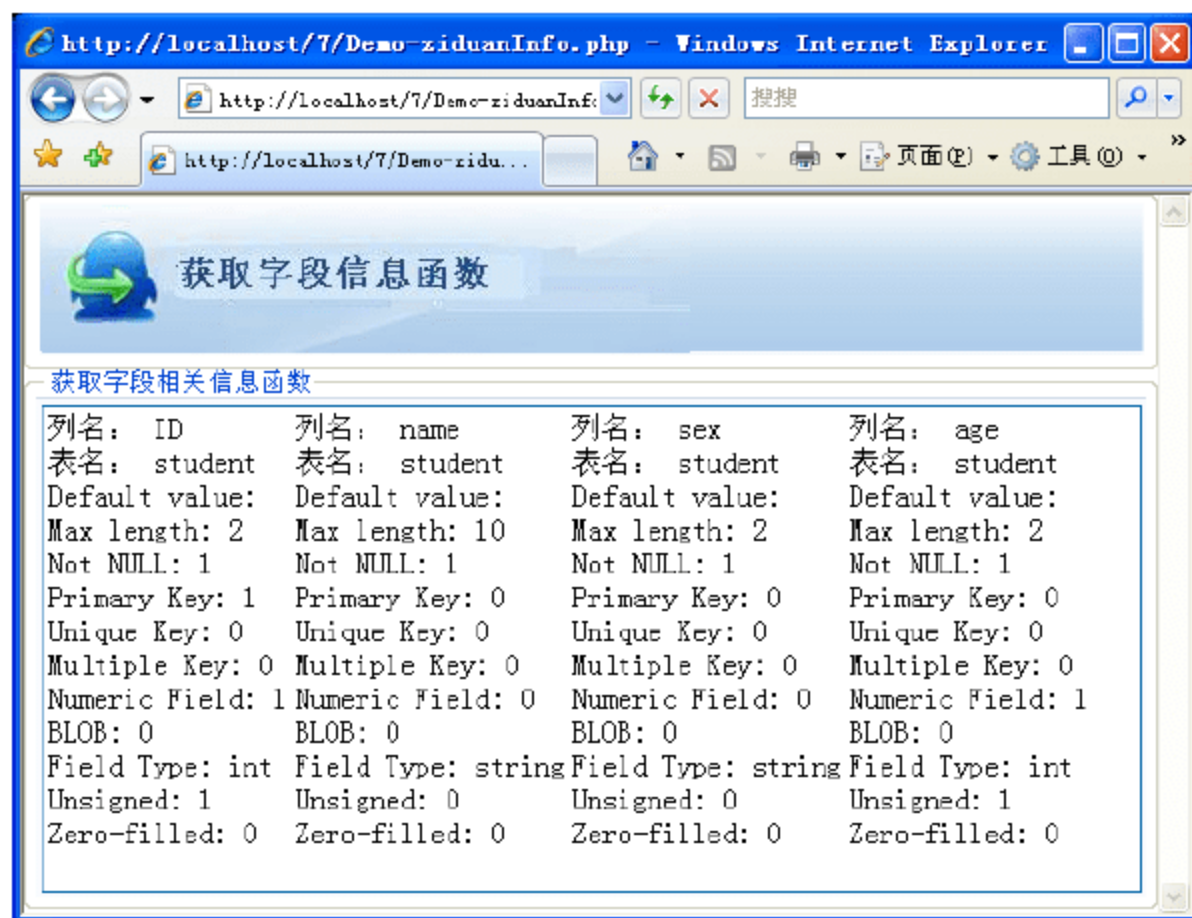 http://localhost/7/Demo-ziduanInfo.php - Windows Internet Explorer
http://localhost/7/Demo-ziduanInf 搜搜
http://localhost/7/Demo-zidu... 页面(P) 工具(O) »
获取字段信息函数
获取字段相关信息函数
列名： ID 列名： name 列名： sex 列名： age
表名： student 表名： student 表名： student 表名： student
Default value: Default value: Default value: Default value:
Max length: 2 Max length: 10 Max length: 2 Max length: 2
Not NULL: 1 Not NULL: 1 Not NULL: 1 Not NULL: 1
Primary Key: 1 Primary Key: 0 Primary Key: 0 Primary Key: 0
Unique Key: 0 Unique Key: 0 Unique Key: 0 Unique Key: 0
Multiple Key: 0 Multiple Key: 0 Multiple Key: 0 Multiple Key: 0
Numeric Field: 1 Numeric Field: 0 Numeric Field: 0 Numeric Field: 1
BLOB: 0 BLOB: 0 BLOB: 0 BLOB: 0
Field Type: int Field Type: string Field Type: string Field Type: int
Unsigned: 1 Unsigned: 0 Unsigned: 0 Unsigned: 1
Zero-filled: 0 Zero-filled: 0 Zero-filled: 0 Zero-filled: 0